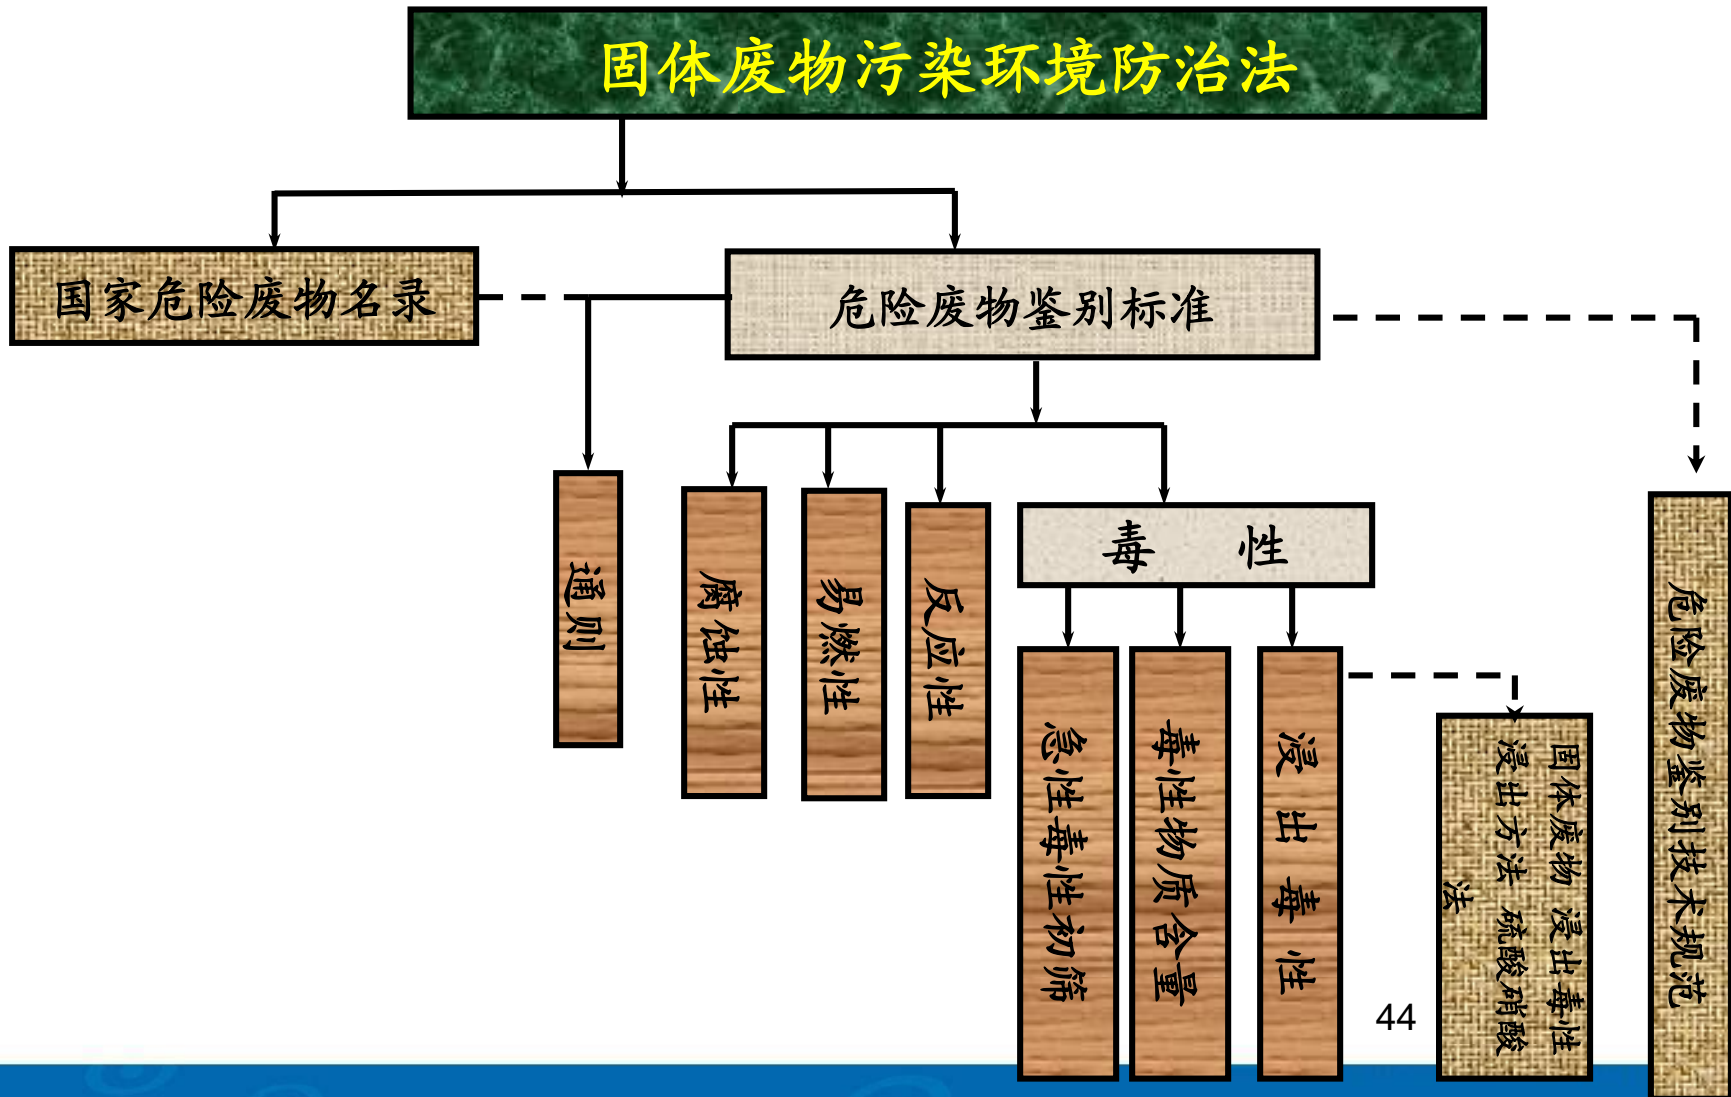 固体废物污染环境防治法
国家危险废物名录
危险废物鉴别标准
通则
腐蚀性
易燃性
反应性
毒 性
急性毒性初筛
毒性物质含量
浸出毒性
固体废物 浸出毒性
浸出方法 硫酸硝酸
法
危险废物鉴别技术规范
44